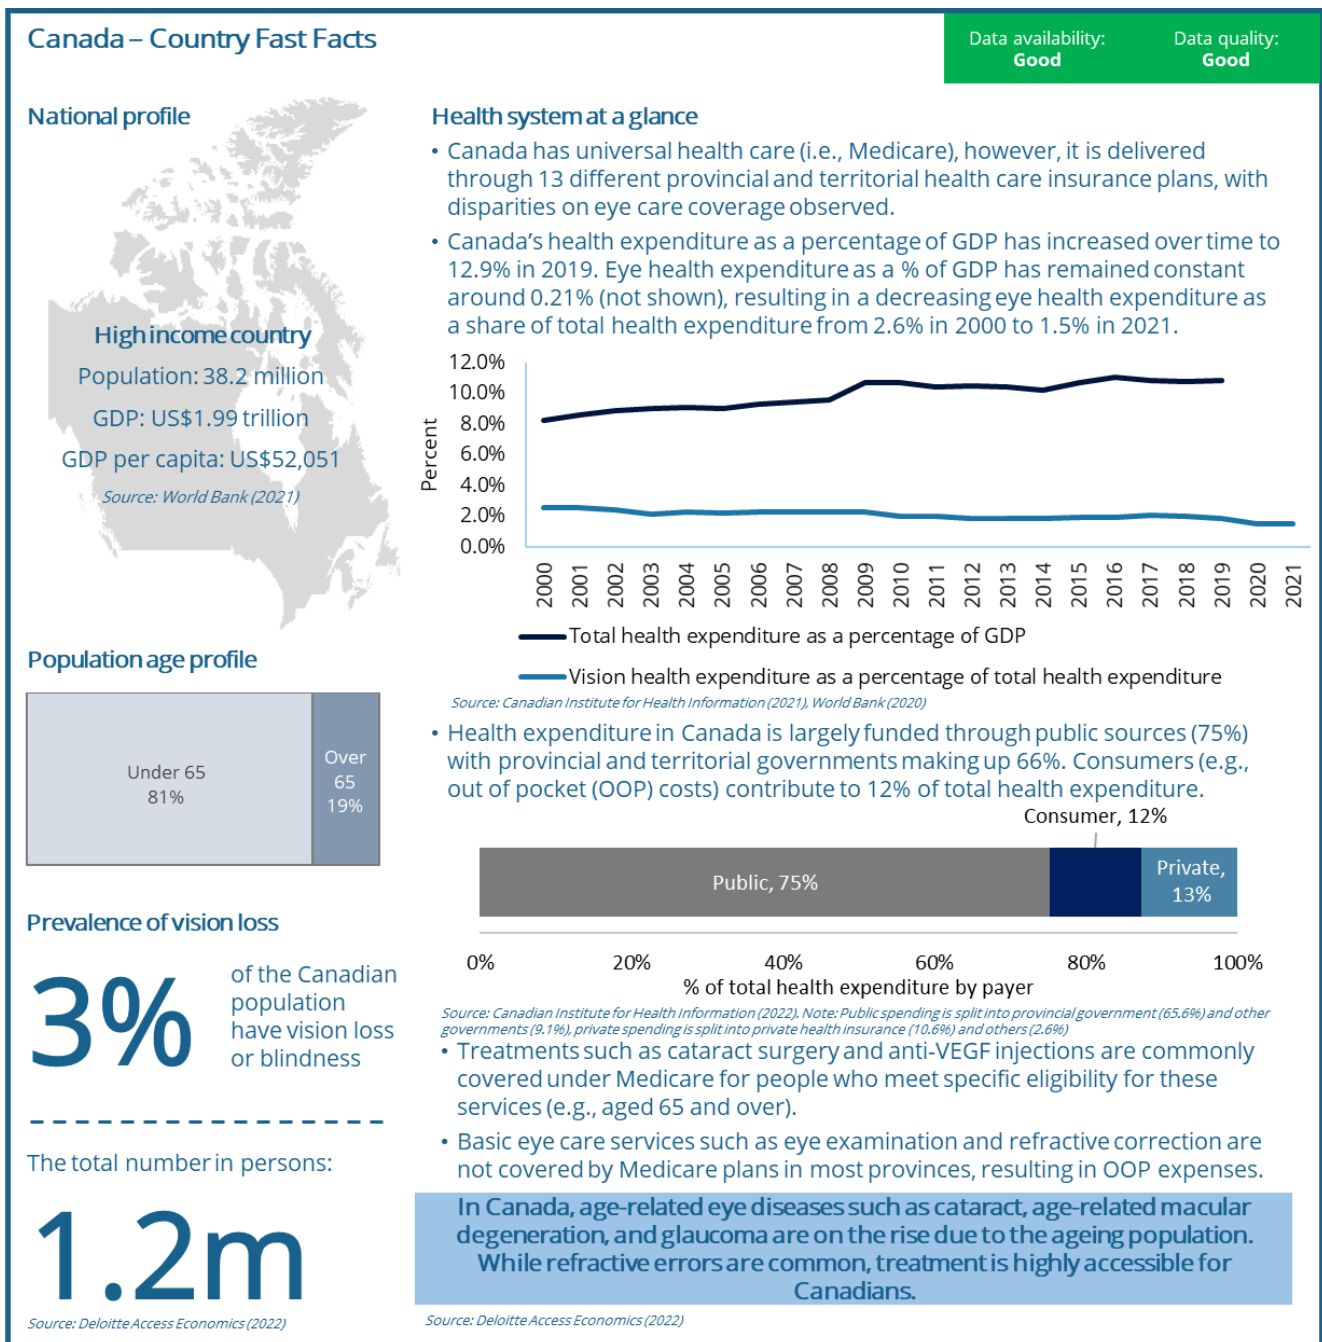 Canada – Country Fast Facts
Data availability:
Good
Data quality:
Good
National profile
High income country
Population: 38.2 million
GDP: US$1.99 trillion
GDP per capita: US$52,051
Source: World Bank (2021)
Population age profile
Under 65
81%
Over
65
19%
Prevalence of vision loss
3%
of the Canadian
population
have vision loss
or blindness
The total number in persons:
1.2m
Source: Deloitte Access Economics (2022)
Health system at a glance
• Canada has universal health care (i.e., Medicare), however, it is delivered
through 13 different provincial and territorial health care insurance plans, with
disparities on eye care coverage observed.
• Canada's health expenditure as a percentage of GDP has increased over time to
12.9% in 2019. Eye health expenditure as a % of GDP has remained constant
around 0.21% (not shown), resulting in a decreasing eye health expenditure as
a share of total health expenditure from 2.6% in 2000 to 1.5% in 2021.
Percent
12.0%
10.0%
8.0%
6.0%
4.0%
2.0%
0.0%
2000
2001
2002
2003
2004
2005
2006
2007
2008
2009
2010
2011
2012
2013
2014
2015
2016
2017
2018
2019
2020
2021
Total health expenditure as a percentage of GDP
Vision health expenditure as a percentage of total health expenditure
Source: Canadian Institute for Health Information (2021), World Bank (2020)
• Health expenditure in Canada is largely funded through public sources (75%)
with provincial and territorial governments making up 66%. Consumers (e.g.,
out of pocket (OOP) costs) contribute to 12% of total health expenditure.
Consumer, 12%
Public, 75%
Private,
13%
0%
20%
40%
60%
80%
100%
% of total health expenditure by payer
Source: Canadian Institute for Health Information (2022). Note: Public spending is split into provincial government (65.6%) and other
governments (9.1%), private spending is split into private health insurance (10.6%) and others (2.6%)
• Treatments such as cataract surgery and anti-VEGF injections are commonly
covered under Medicare for people who meet specific eligibility for these
services (e.g., aged 65 and over).
• Basic eye care services such as eye examination and refractive correction are
not covered by Medicare plans in most provinces, resulting in OOP expenses.
In Canada, age-related eye diseases such as cataract, age-related macular
degeneration, and glaucoma are on the rise due to the ageing population.
While refractive errors are common, treatment is highly accessible for
Canadians.
Source: Deloitte Access Economics (2022)